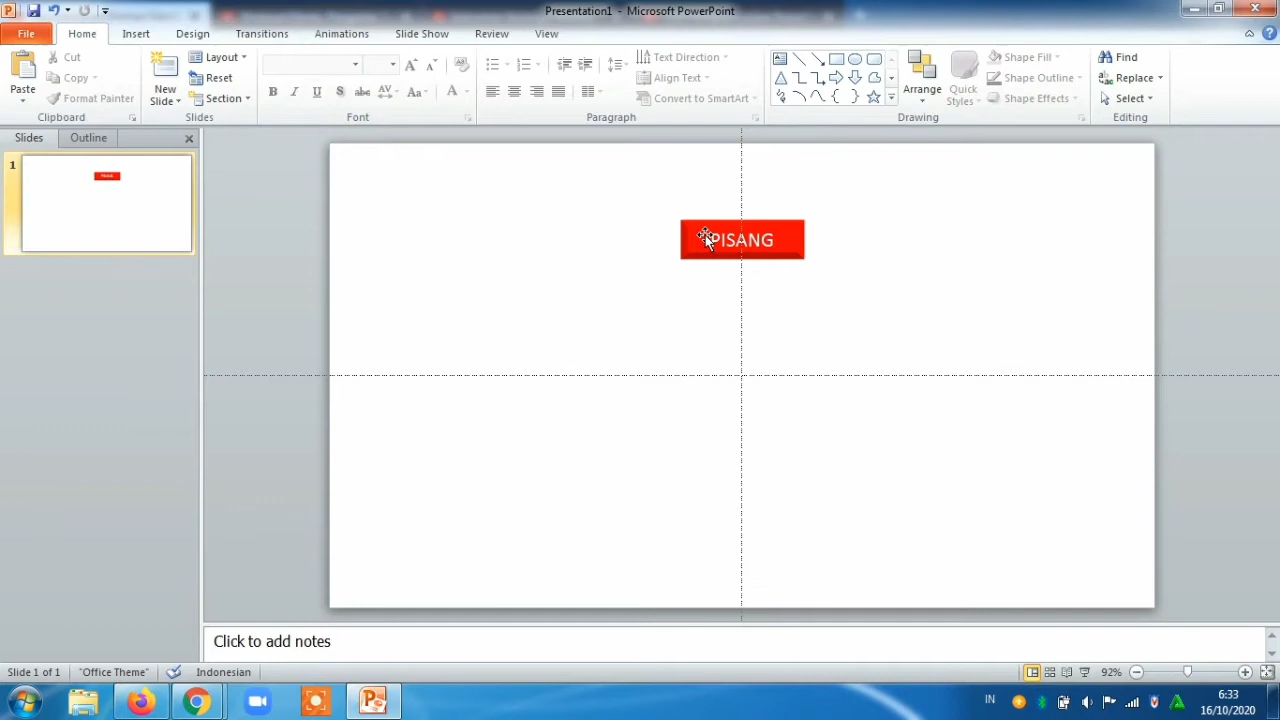 Presentation1 - Microsoft PowerPoint
File Home Insert Design Transitions Animations Slide Show Review View
Paste
Cut
Copy
Format Painter
Clipboard
New
Slide
Layout
Reset
Section
Slides
B I U S abc AV Aa A
Font
Paragraph
Text Direction
Align Text
Convert to SmartArt
Arrange
Quick
Styles
Drawing
Shape Fill
Shape Outline
Shape Effects
Find
Replace
Select
Editing
Slides Outline
1
PISANG
Click to add notes
Slide 1 of 1 "Office Theme" Indonesian 92%
IN
6:33
16/10/2020